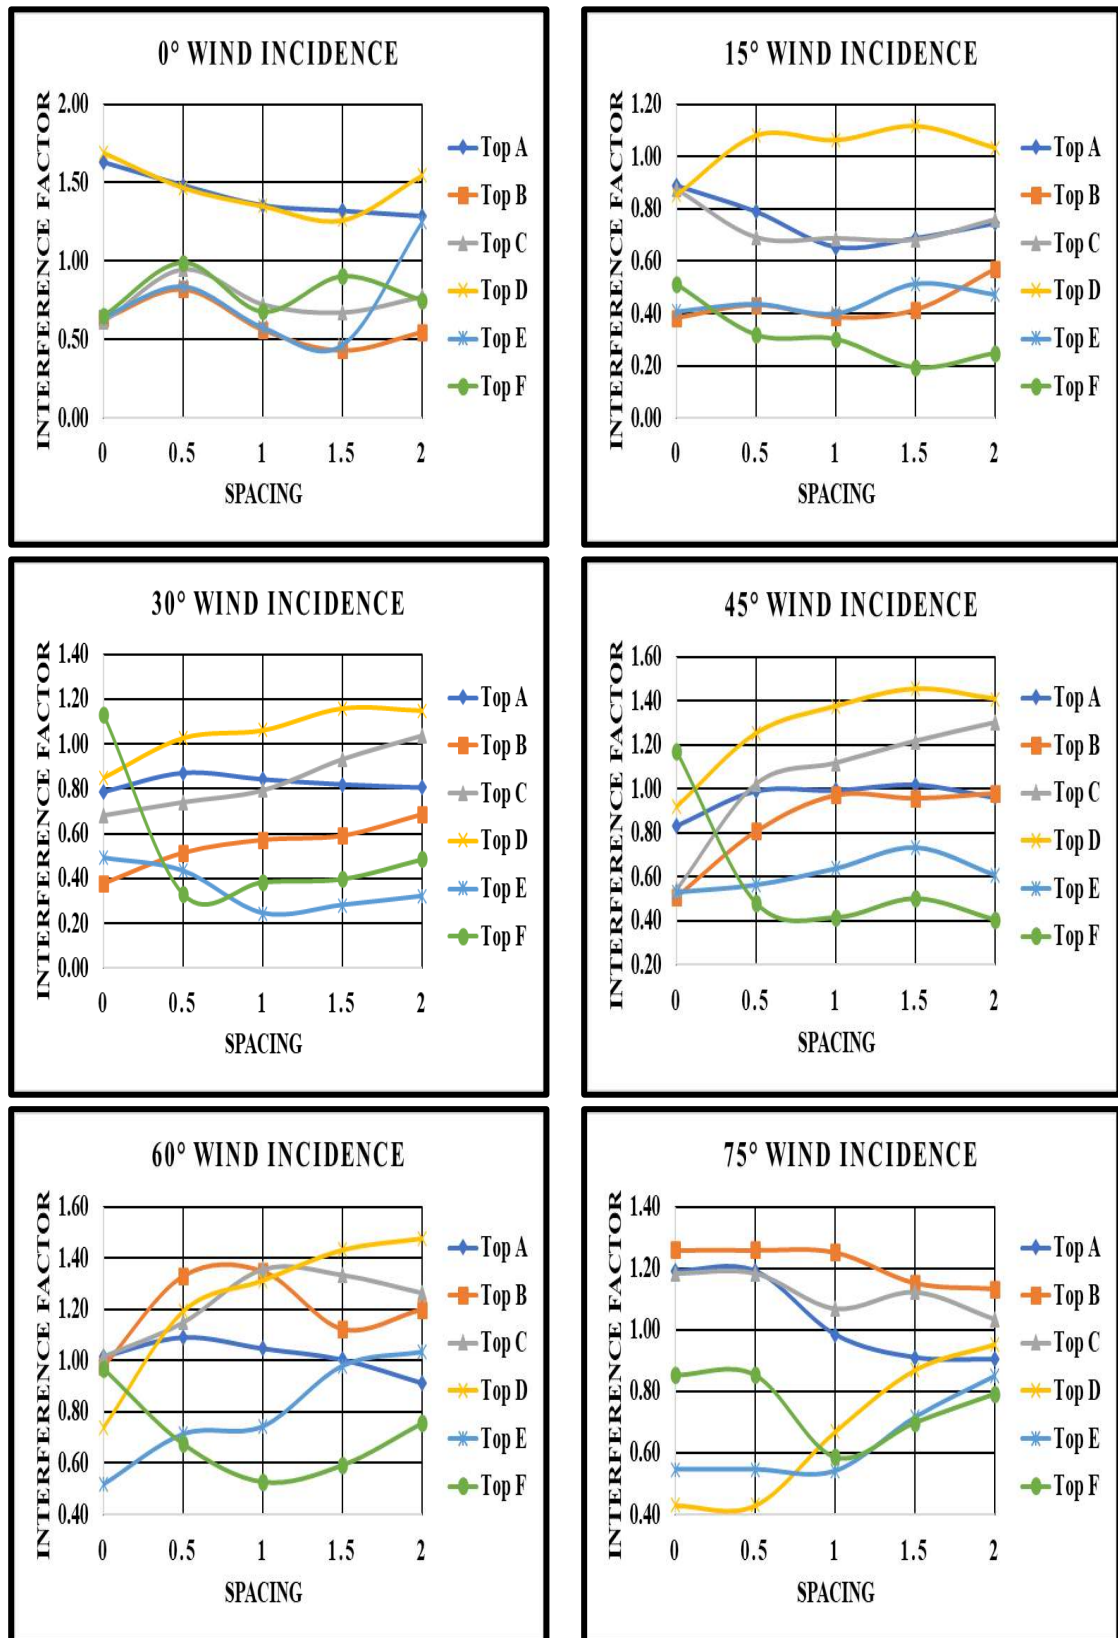 0° WIND INCIDENCE
INTERFERENCE FACTOR
2.00
1.50
1.00
0.50
0.00
0 0.5 1 1.5 2
SPACING
Top A
Top B
Top C
Top D
Top E
Top F
15° WIND INCIDENCE
INTERFERENCE FACTOR
1.20
1.00
0.80
0.60
0.40
0.20
0.00
0 0.5 1 1.5 2
SPACING
Top A
Top B
Top C
Top D
Top E
Top F
30° WIND INCIDENCE
INTERFERENCE FACTOR
1.40
1.20
1.00
0.80
0.60
0.40
0.20
0.00
0 0.5 1 1.5 2
SPACING
Top A
Top B
Top C
Top D
Top E
Top F
45° WIND INCIDENCE
INTERFERENCE FACTOR
1.60
1.40
1.20
1.00
0.80
0.60
0.40
0.20
0 0.5 1 1.5 2
SPACING
Top A
Top B
Top C
Top D
Top E
Top F
60° WIND INCIDENCE
INTERFERENCE FACTOR
1.60
1.40
1.20
1.00
0.80
0.60
0.40
0 0.5 1 1.5 2
SPACING
Top A
Top B
Top C
Top D
Top E
Top F
75° WIND INCIDENCE
INTERFERENCE FACTOR
1.40
1.20
1.00
0.80
0.60
0.40
0 0.5 1 1.5 2
SPACING
Top A
Top B
Top C
Top D
Top E
Top F